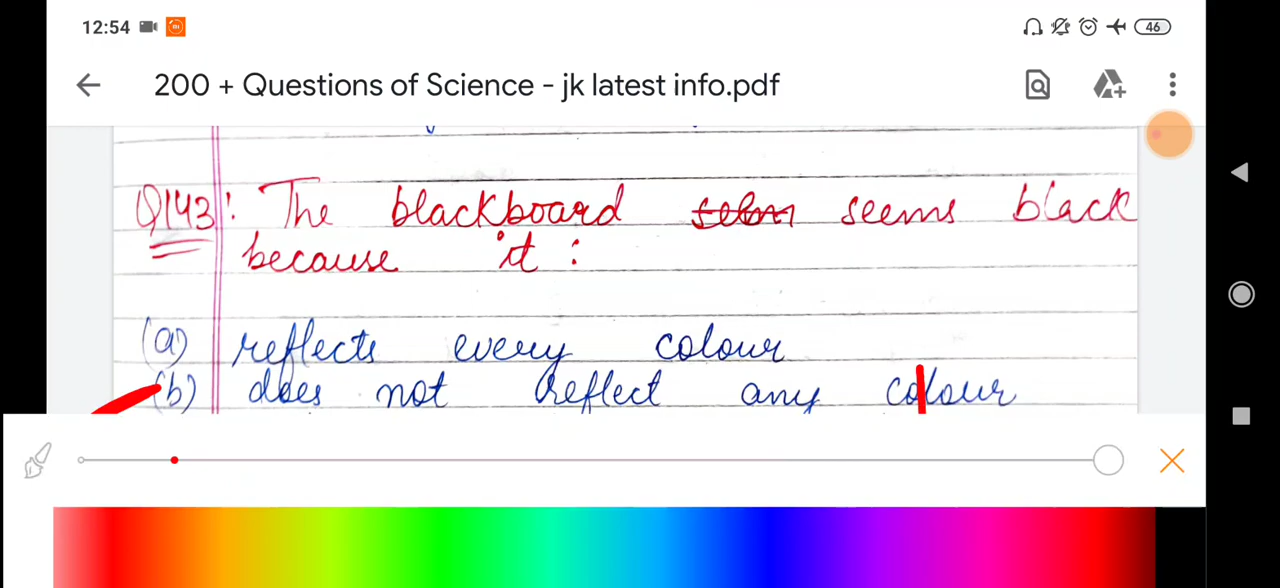 12:54 46
200 + Questions of Science - jk latest info.pdf
Q143: The blackboard seems black
because it :
(a) reflects every colour
(b) does not reflect any colour